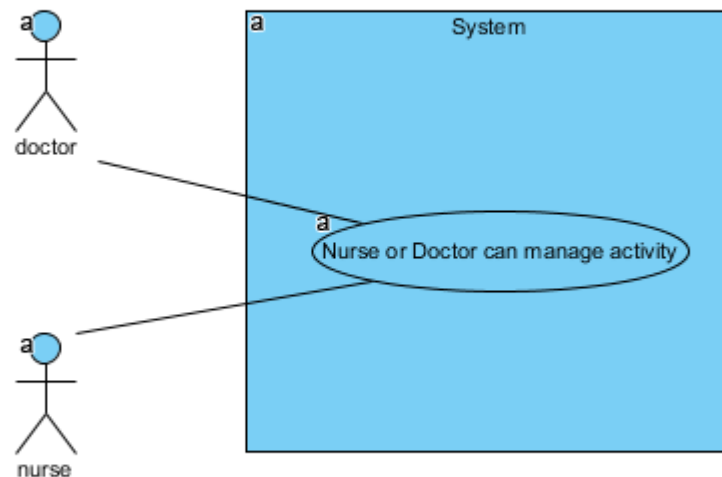 a
doctor
a
System
a
Nurse or Doctor can manage activity
a
nurse